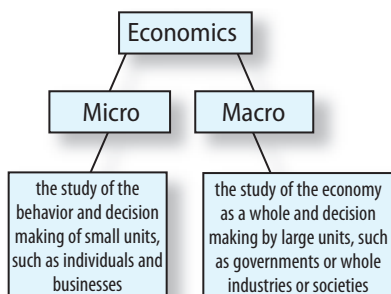 Economics
Micro
Macro
the study of the
behavior and decision
making of small units,
such as individuals and
businesses
the study of the economy
as a whole and decision
making by large units, such
as governments or whole
industries or societies